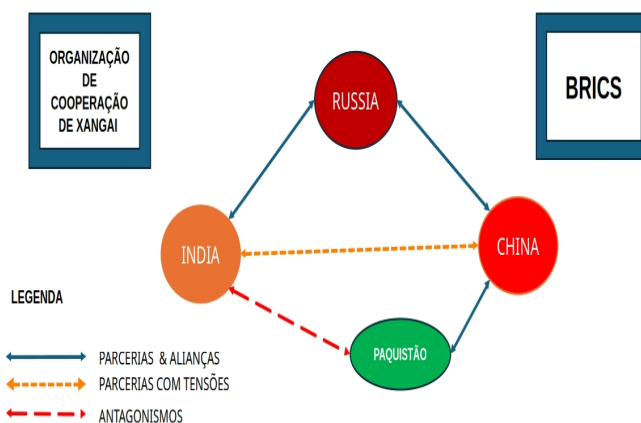 ORGANIZAÇÃO
DE
COOPERAÇÃO
DE XANGAI
BRICS
RUSSIA
INDIA
CHINA
PAQUISTÃO
LEGENDA
PARCERIAS & ALIANÇAS
PARCERIAS COM TENSÕES
ANTAGONISMOS